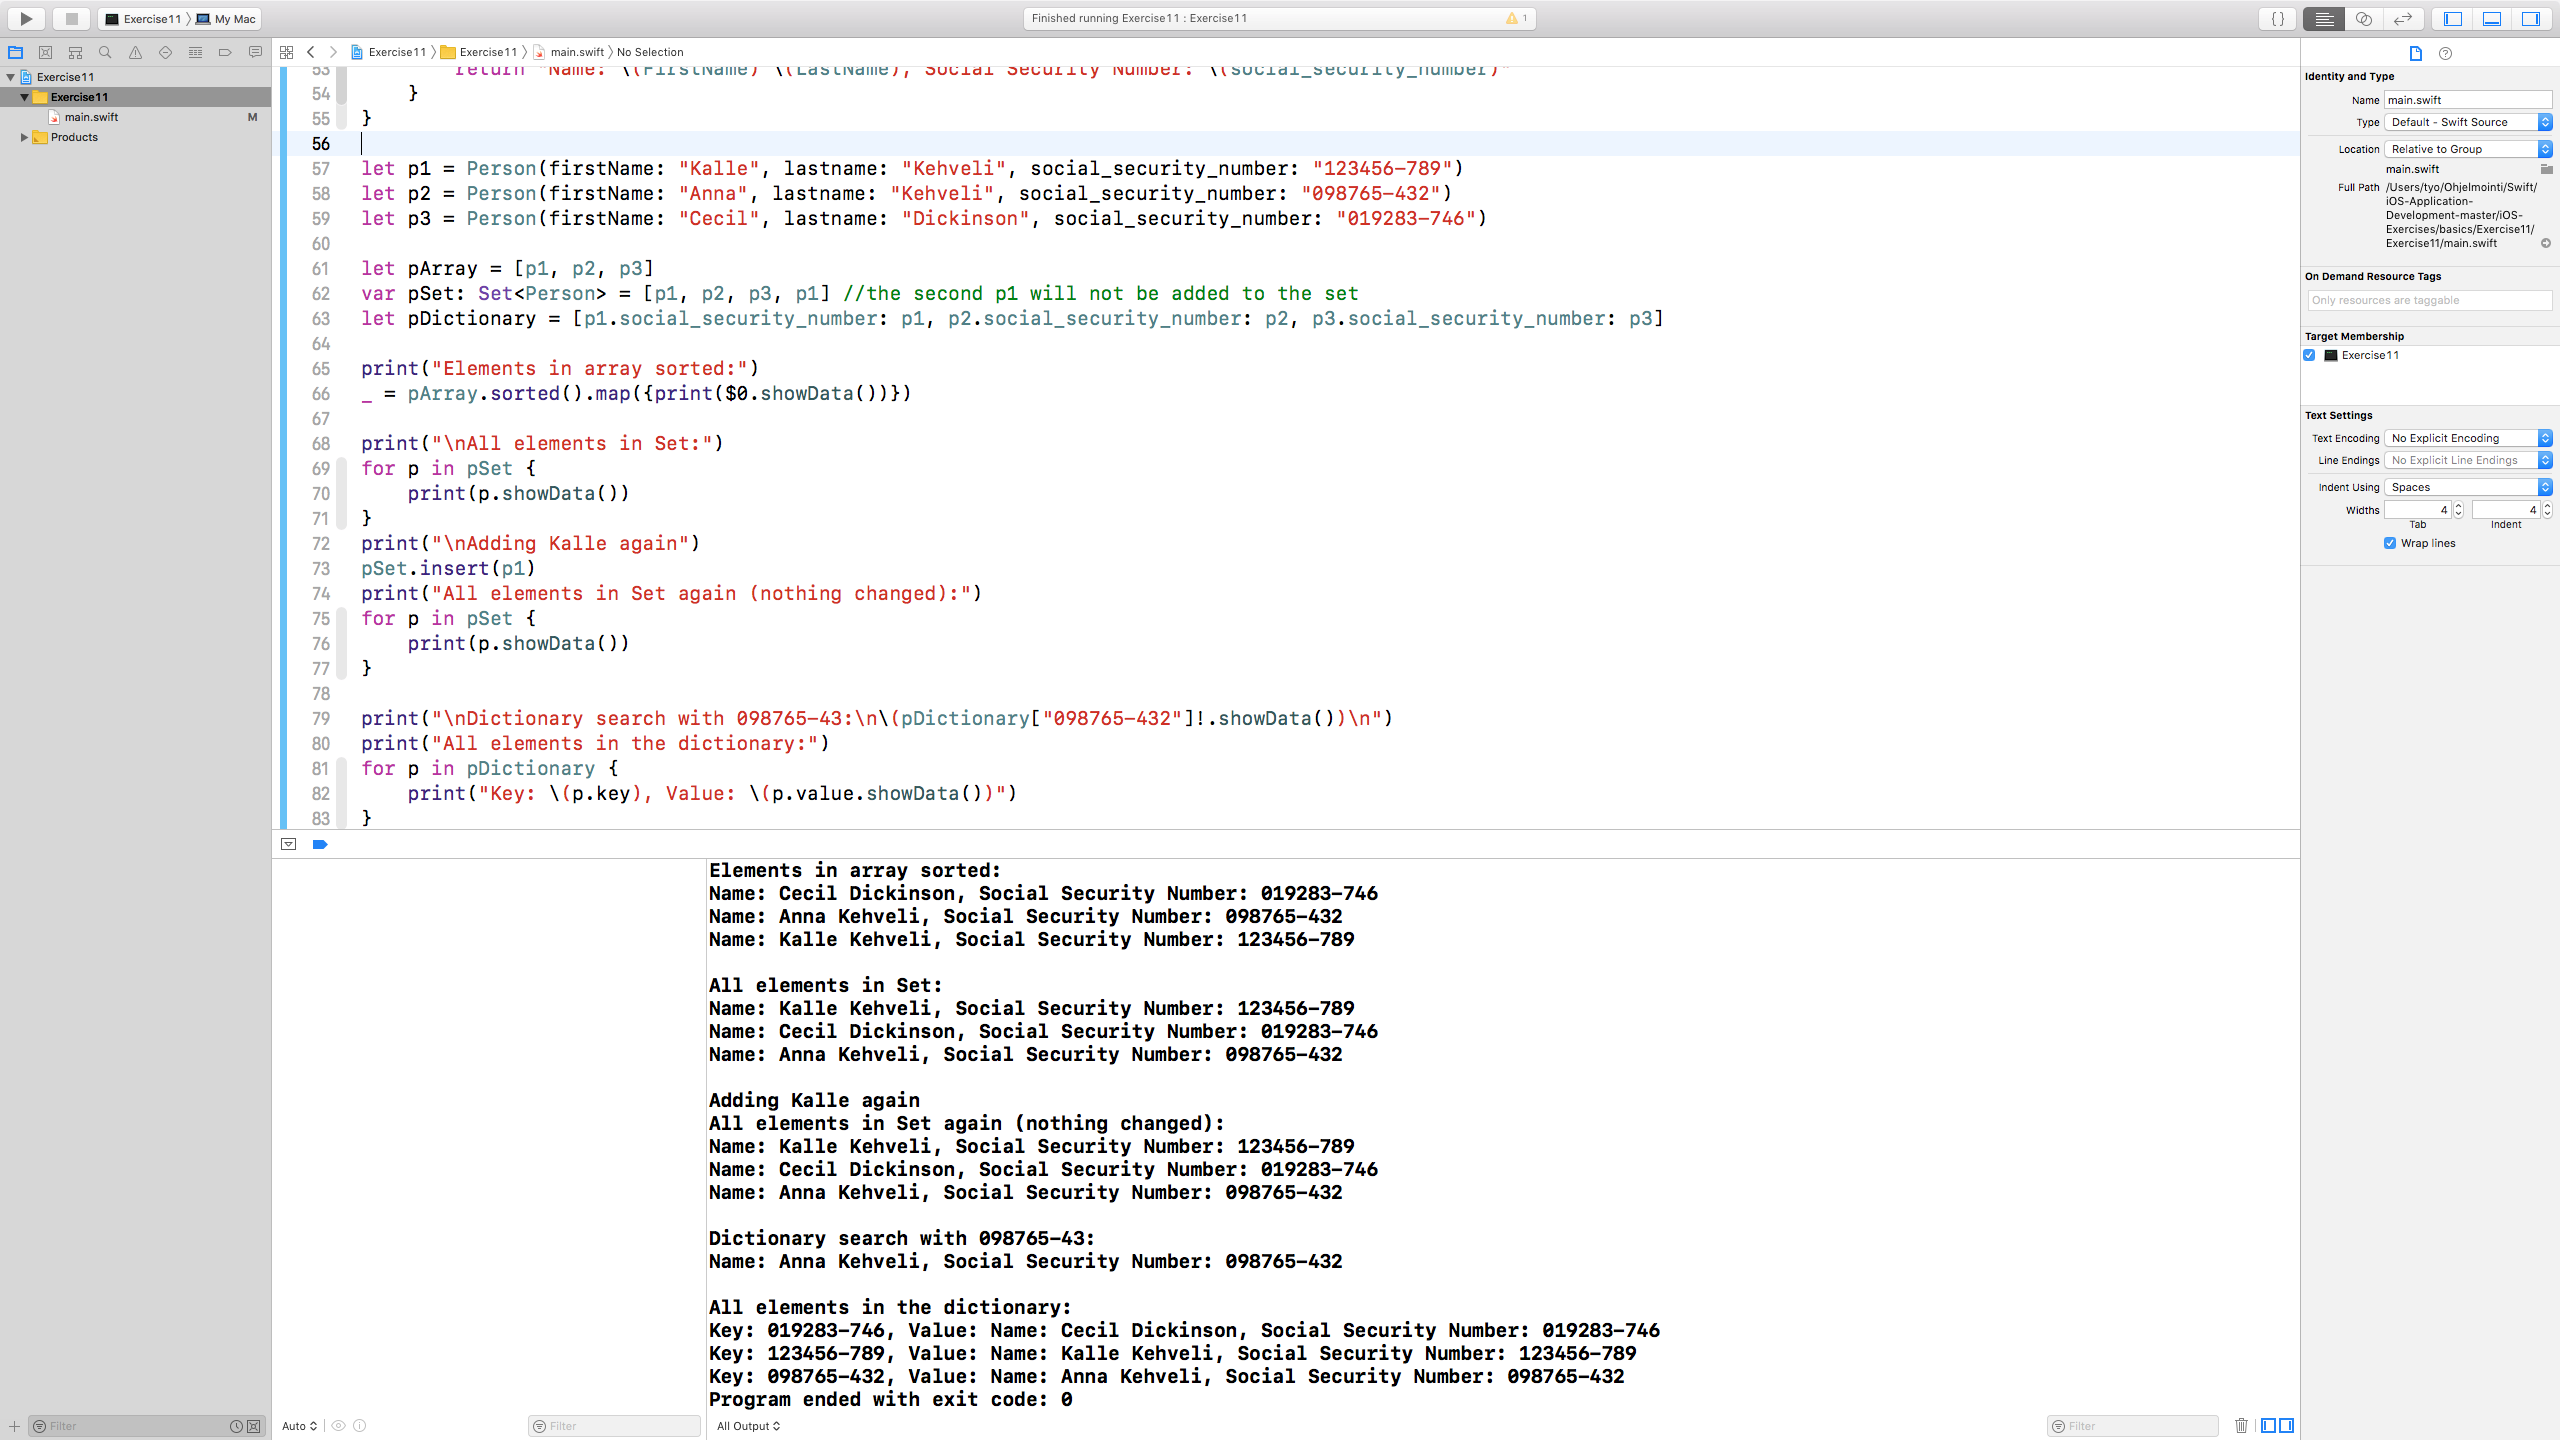 Exercise11 My Mac
Finished running Exercise11 : Exercise11
1
Exercise11
Exercise11
main.swift M
Products
Filter
Exercise11 Exercise11 main.swift No Selection
53 return "Name: \(FirstName) \(LastName), Social Security Number: \(social_security_number)"
54 }
55 }
56
57 let p1 = Person(firstName: "Kalle", lastname: "Kehveli", social_security_number: "123456-789")
58 let p2 = Person(firstName: "Anna", lastname: "Kehveli", social_security_number: "098765-432")
59 let p3 = Person(firstName: "Cecil", lastname: "Dickinson", social_security_number: "019283-746")
60
61 let pArray = [p1, p2, p3]
62 var pSet: Set<Person> = [p1, p2, p3, p1] //the second p1 will not be added to the set
63 let pDictionary = [p1.social_security_number: p1, p2.social_security_number: p2, p3.social_security_number: p3]
64
65 print("Elements in array sorted:")
66 _ = pArray.sorted().map({print($0.showData())})
67
68 print("\nAll elements in Set:")
69 for p in pSet {
70 print(p.showData())
71 }
72 print("\nAdding Kalle again")
73 pSet.insert(p1)
74 print("All elements in Set again (nothing changed):")
75 for p in pSet {
76 print(p.showData())
77 }
78
79 print("\nDictionary search with 098765-43:\n\(pDictionary["098765-432"]!.showData())\n")
80 print("All elements in the dictionary:")
81 for p in pDictionary {
82 print("Key: \(p.key), Value: \(p.value.showData())")
83 }
Auto
Filter
Elements in array sorted:
Name: Cecil Dickinson, Social Security Number: 019283-746
Name: Anna Kehveli, Social Security Number: 098765-432
Name: Kalle Kehveli, Social Security Number: 123456-789
All elements in Set:
Name: Kalle Kehveli, Social Security Number: 123456-789
Name: Cecil Dickinson, Social Security Number: 019283-746
Name: Anna Kehveli, Social Security Number: 098765-432
Adding Kalle again
All elements in Set again (nothing changed):
Name: Kalle Kehveli, Social Security Number: 123456-789
Name: Cecil Dickinson, Social Security Number: 019283-746
Name: Anna Kehveli, Social Security Number: 098765-432
Dictionary search with 098765-43:
Name: Anna Kehveli, Social Security Number: 098765-432
All elements in the dictionary:
Key: 019283-746, Value: Name: Cecil Dickinson, Social Security Number: 019283-746
Key: 123456-789, Value: Name: Kalle Kehveli, Social Security Number: 123456-789
Key: 098765-432, Value: Name: Anna Kehveli, Social Security Number: 098765-432
Program ended with exit code: 0
All Output
Filter
Identity and Type
Name main.swift
Type Default - Swift Source
Location Relative to Group
main.swift
Full Path /Users/tyo/Ohjelmointi/Swift/
iOS-Application-
Development-master/iOS-
Exercises/basics/Exercise11/
Exercise11/main.swift
On Demand Resource Tags
Only resources are taggable
Target Membership
Exercise11
Text Settings
Text Encoding No Explicit Encoding
Line Endings No Explicit Line Endings
Indent Using Spaces
Widths 4 4
Tab Indent
Wrap lines